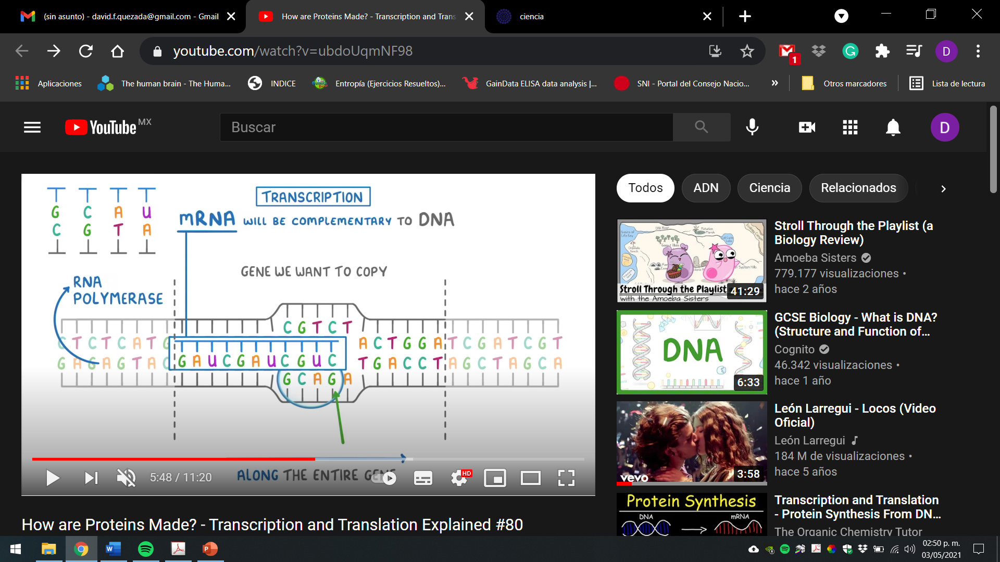 (sin asunto) - david.f.quezada@gmail.com - Gmail
How are Proteins Made? - Transcription and Trans
ciencia
youtube.com/watch?v=ubdoUqmNF98
1
D
Aplicaciones
The human brain - The Huma...
INDICE
Entropía (Ejercicios Resueltos)...
GainData ELISA data analysis |...
SNI - Portal del Consejo Nacio...
»
Otros marcadores
Lista de lectura
YouTube MX
Buscar
D
G C A U
C G T A
TRANSCRIPTION
mRNA WILL BE COMPLEMENTARY TO DNA
GENE WE WANT TO COPY
RNA
POLYMERASE
C G T C T
C T C T C A T G
A C T G G A T C G A T C G T
G A G A G T A C
G A U C G A U C G U C
T G A C C T A G C T A G C A
G C A G A
ALONG THE ENTIRE GENE
5:48 / 11:20
HD
How are Proteins Made? - Transcription and Translation Explained #80
Todos
ADN
Ciencia
Relacionados
Stroll Through the Playlist
with the Amoeba Sisters
41:29
Stroll Through the Playlist (a
Biology Review)
Amoeba Sisters
779.177 visualizaciones •
hace 2 años
DNA
6:33
GCSE Biology - What is DNA?
(Structure and Function of...
Cognito
46.342 visualizaciones •
hace 1 año
vevo
3:58
León Larregui - Locos (Video
Oficial)
León Larregui
184 M de visualizaciones •
hace 5 años
Protein Synthesis
DNA
mRNA
Transcription and Translation
- Protein Synthesis From DN...
The Organic Chemistry Tutor
02:50 p. m.
03/05/2021